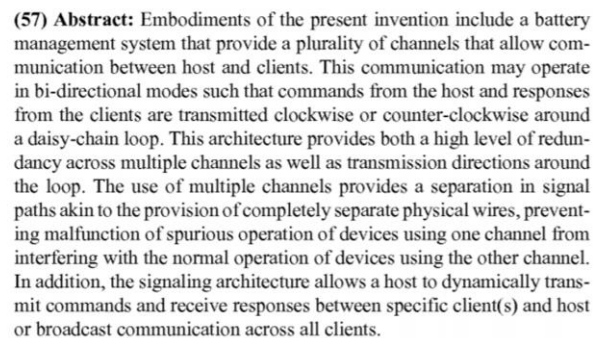 (57) Abstract: Embodiments of the present invention include a battery
management system that provide a plurality of channels that allow com-
munication between host and clients. This communication may operate
in bi-directional modes such that commands from the host and responses
from the clients are transmitted clockwise or counter-clockwise around
a daisy-chain loop. This architecture provides both a high level of redun-
dancy across multiple channels as well as transmission directions around
the loop. The use of multiple channels provides a separation in signal
paths akin to the provision of completely separate physical wires, prevent-
ing malfunction of spurious operation of devices using one channel from
interfering with the normal operation of devices using the other channel.
In addition, the signaling architecture allows a host to dynamically trans-
mit commands and receive responses between specific client(s) and host
or broadcast communication across all clients.